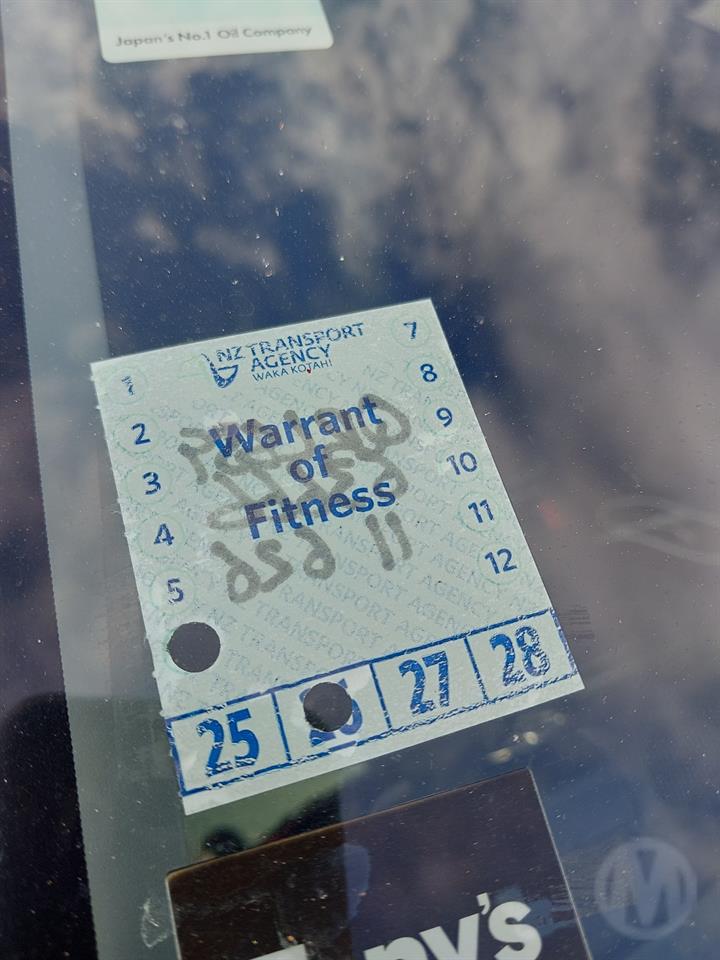 Japan's No.1 Oil Company
NZ TRANSPORT
AGENCY
WAKA KOTAHI
1
2
3
4
5
7
8
9
10
11
12
Warrant
of
Fitness
25
27
28
Tony's
M